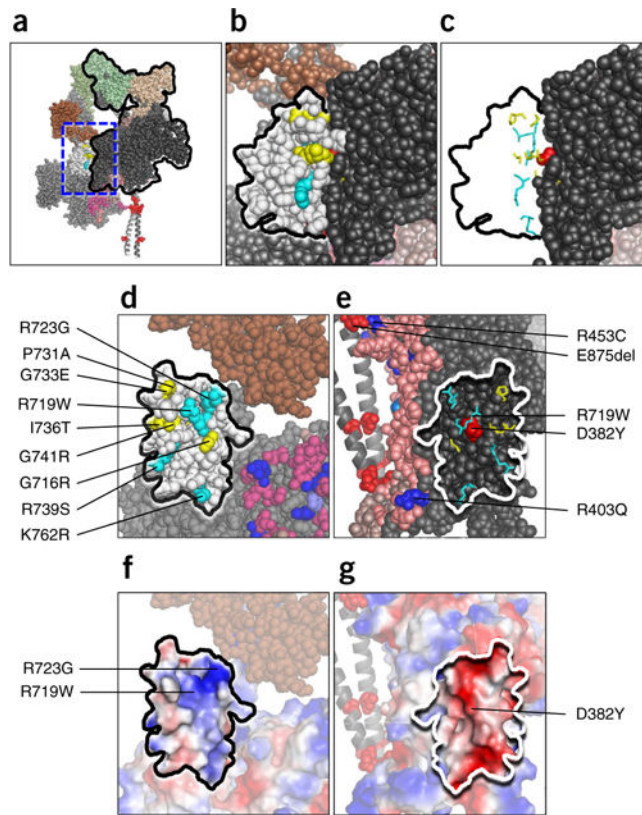 a
b
c
d
e
R723G
P731A
G733E
R719W
I736T
G741R
G716R
R739S
K762R
R453C
E875del
R719W
D382Y
R403Q
f
g
R723G
R719W
D382Y